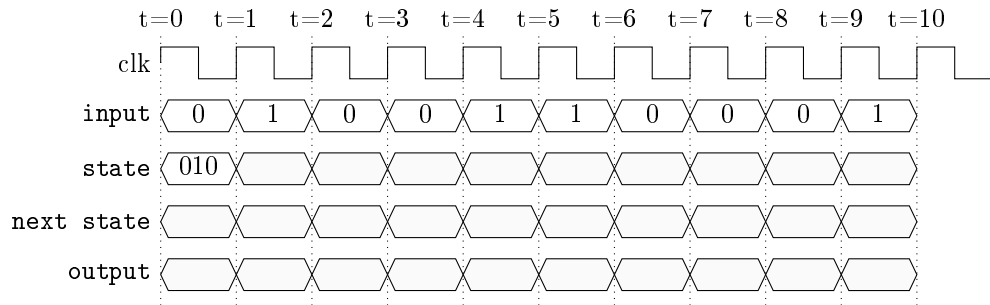 t=0 t=1 t=2 t=3 t=4 t=5 t=6 t=7 t=8 t=9 t=10
clk
input 0 1 0 0 1 1 0 0 0 1
state 010
next state
output